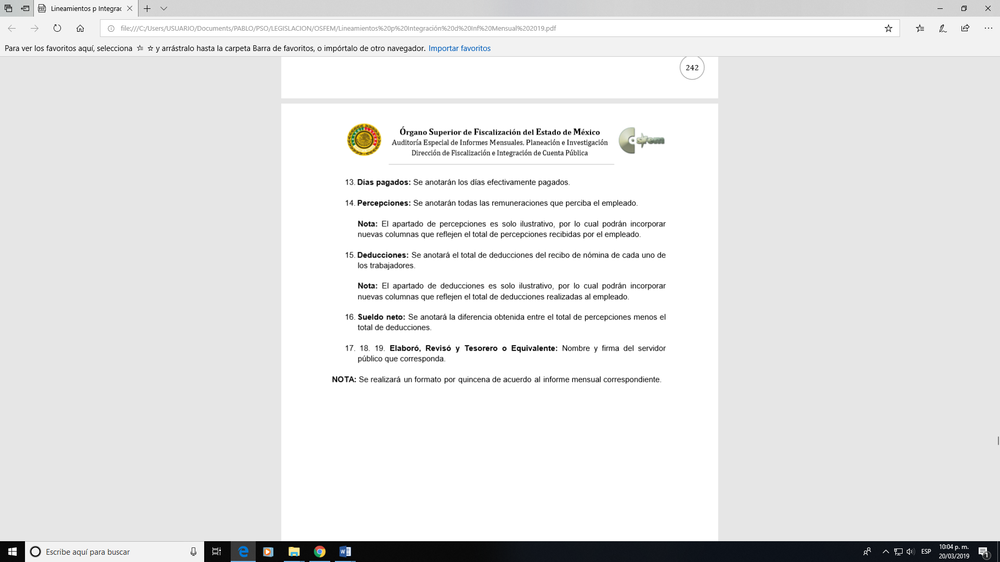 Lineamientos p Integrac
file:///C:/Users/USUARIO/Documents/PABLO/PSO/LEGISLACION/OSFEM/Lineamientos%20p%20Integración%20d%20Inf%20Mensual%202019.pdf
Para ver los favoritos aquí, selecciona y arrástralo hasta la carpeta Barra de favoritos, o impórtalo de otro navegador. Importar favoritos
242
Órgano Superior de Fiscalización del Estado de México
Auditoría Especial de Informes Mensuales, Planeación e Investigación
Dirección de Fiscalización e Integración de Cuenta Pública
osfem
13. Días pagados: Se anotarán los días efectivamente pagados.
14. Percepciones: Se anotarán todas las remuneraciones que perciba el empleado.
Nota: El apartado de percepciones es solo ilustrativo, por lo cual podrán incorporar
nuevas columnas que reflejen el total de percepciones recibidas por el empleado.
15. Deducciones: Se anotará el total de deducciones del recibo de nómina de cada uno de
los trabajadores.
Nota: El apartado de deducciones es solo ilustrativo, por lo cual podrán incorporar
nuevas columnas que reflejen el total de deducciones realizadas al empleado.
16. Sueldo neto: Se anotará la diferencia obtenida entre el total de percepciones menos el
total de deducciones.
17. 18. 19. Elaboró, Revisó y Tesorero o Equivalente: Nombre y firma del servidor
público que corresponda.
NOTA: Se realizará un formato por quincena de acuerdo al informe mensual correspondiente.
Escribe aquí para buscar
ESP
10:04 p. m.
20/03/2019
1